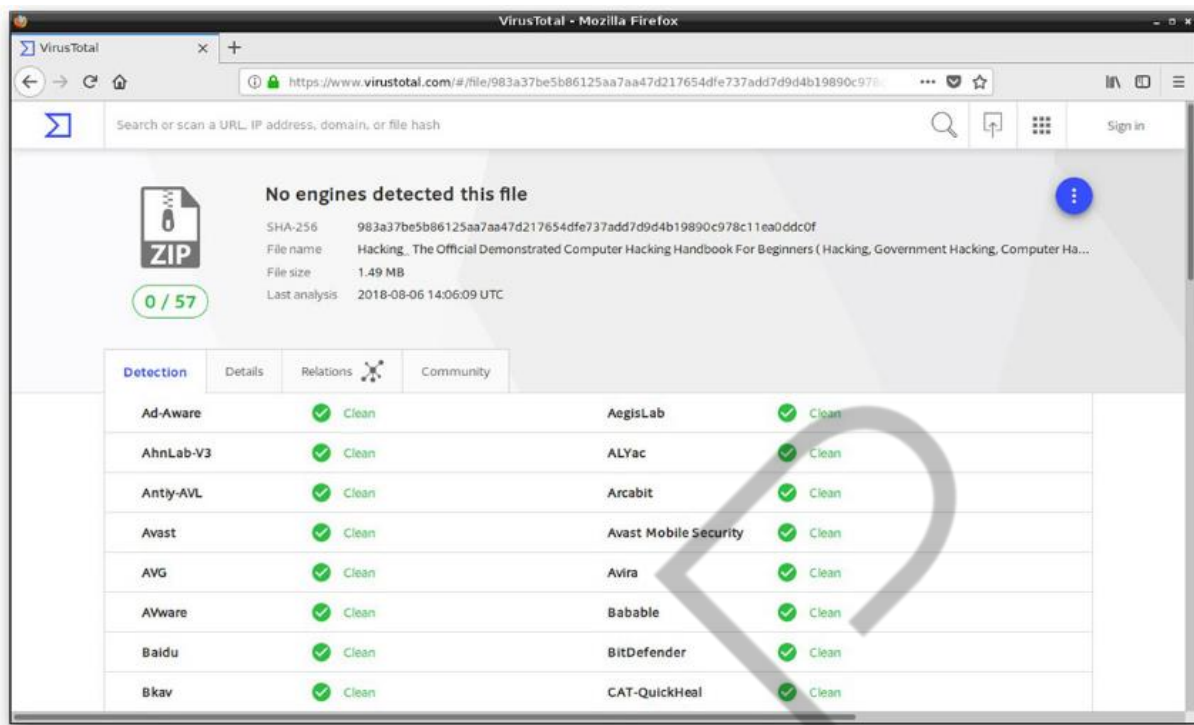 VirusTotal - Mozilla Firefox
VirusTotal
https://www.virustotal.com/#/file/983a37be5b86125aa7aa47d217654dfe737add7d9d4b19890c978
Search or scan a URL, IP address, domain, or file hash
Sign in
No engines detected this file
SHA-256 983a37be5b86125aa7aa47d217654dfe737add7d9d4b19890c978c11ea0ddc0f
File name Hacking_ The Official Demonstrated Computer Hacking Handbook For Beginners ( Hacking, Government Hacking, Computer Ha...
File size 1.49 MB
Last analysis 2018-08-06 14:06:09 UTC
ZIP
0 / 57
Detection Details Relations Community
Ad-Aware Clean AegisLab Clean
AhnLab-V3 Clean ALYac Clean
Antiy-AVL Clean Arcabit Clean
Avast Clean Avast Mobile Security Clean
AVG Clean Avira Clean
AVware Clean Babable Clean
Baidu Clean BitDefender Clean
Bkav Clean CAT-QuickHeal Clean